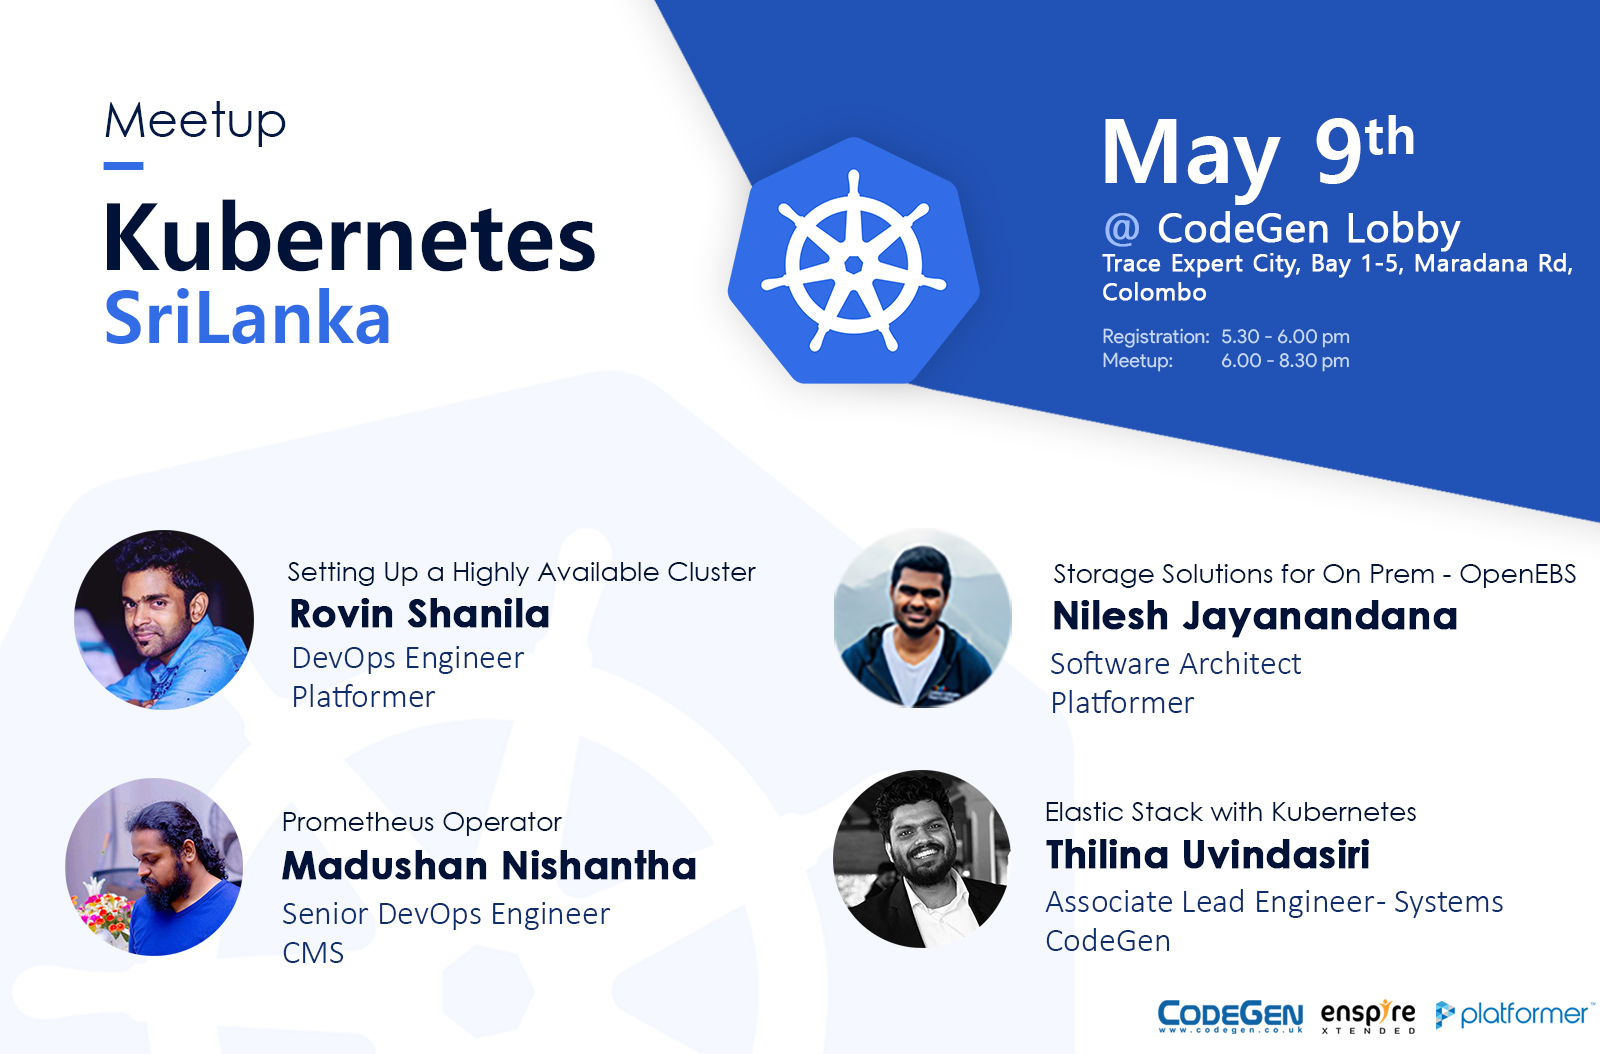 Meetup
Kubernetes
SriLanka
May 9th
@ CodeGen Lobby
Trace Expert City, Bay 1-5, Maradana Rd,
Colombo
Registration: 5.30 - 6.00 pm
Meetup: 6.00 - 8.30 pm
Setting Up a Highly Available Cluster
Rovin Shanila
DevOps Engineer
Platformer
Storage Solutions for On Prem - OpenEBS
Nilesh Jayanandana
Software Architect
Platformer
Prometheus Operator
Madushan Nishantha
Senior DevOps Engineer
CMS
Elastic Stack with Kubernetes
Thilina Uvindasiri
Associate Lead Engineer - Systems
CodeGen
CODEGEN
www.codegen.co.uk
enspire
XTENDED
platformer™